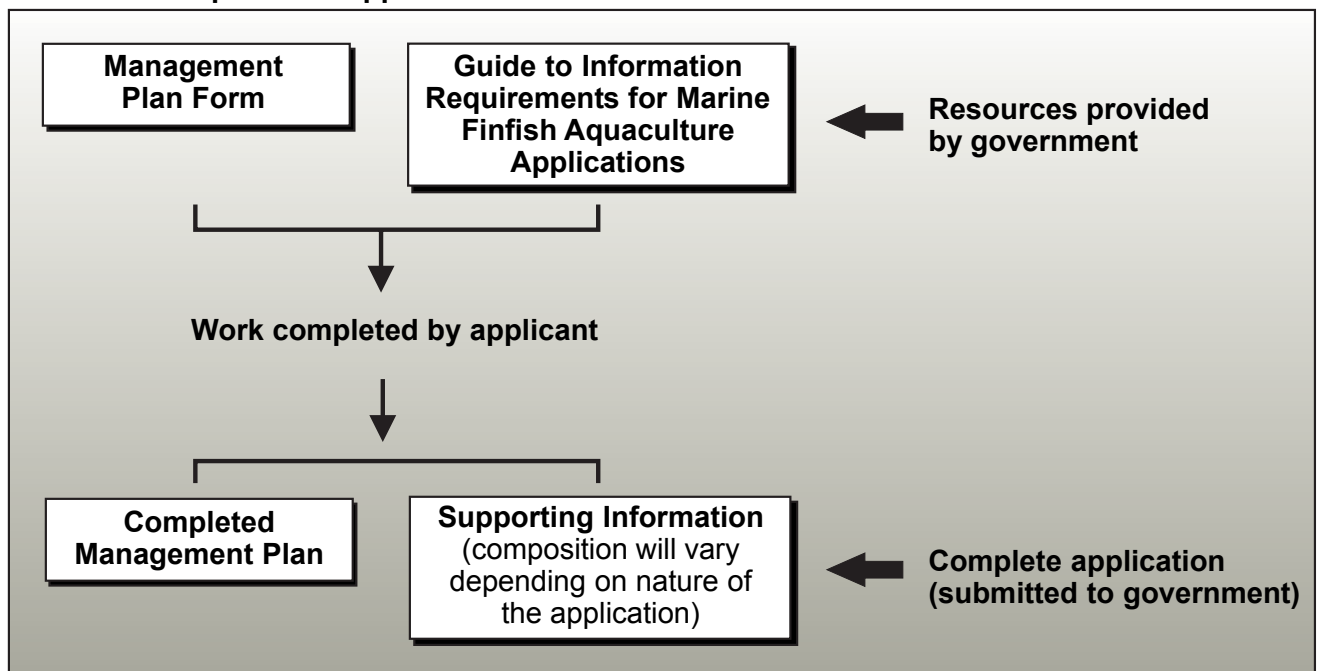 Management
Plan Form
Guide to Information
Requirements for Marine
Finfish Aquaculture
Applications
Resources provided
by government
Work completed by applicant
Completed
Management Plan
Supporting Information
(composition will vary
depending on nature of
the application)
Complete application
(submitted to government)